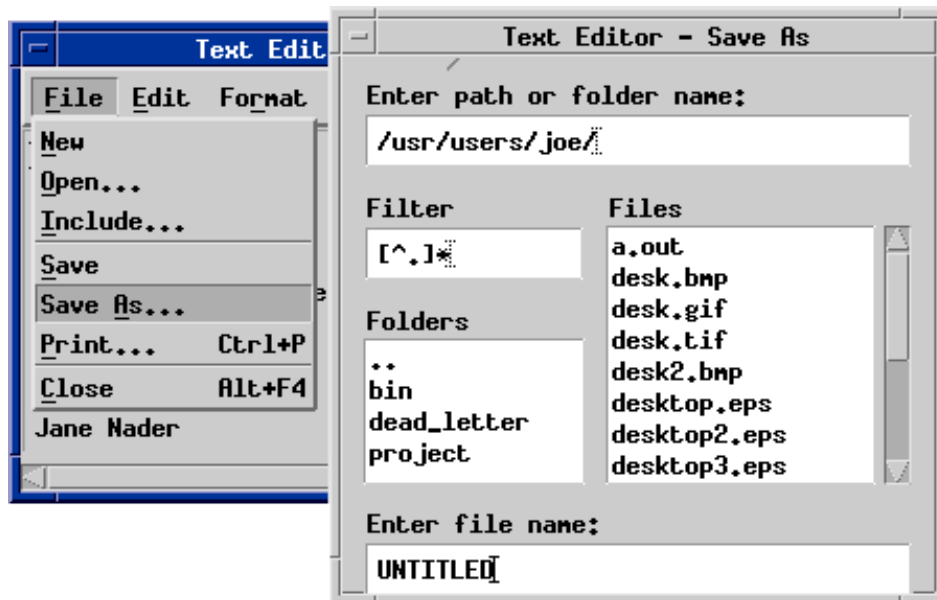 Text Edit
File Edit Format
New
Open...
Include...
Save
Save As...
Print... Ctrl+P
Close Alt+F4
Jane Nader
Text Editor - Save As
Enter path or folder name:
/usr/users/joe/
Filter
[^.]*
Folders
..
bin
dead_letter
project
Files
a.out
desk.bmp
desk.gif
desk.tif
desk2.bmp
desktop.eps
desktop2.eps
desktop3.eps
Enter file name:
UNTITLED